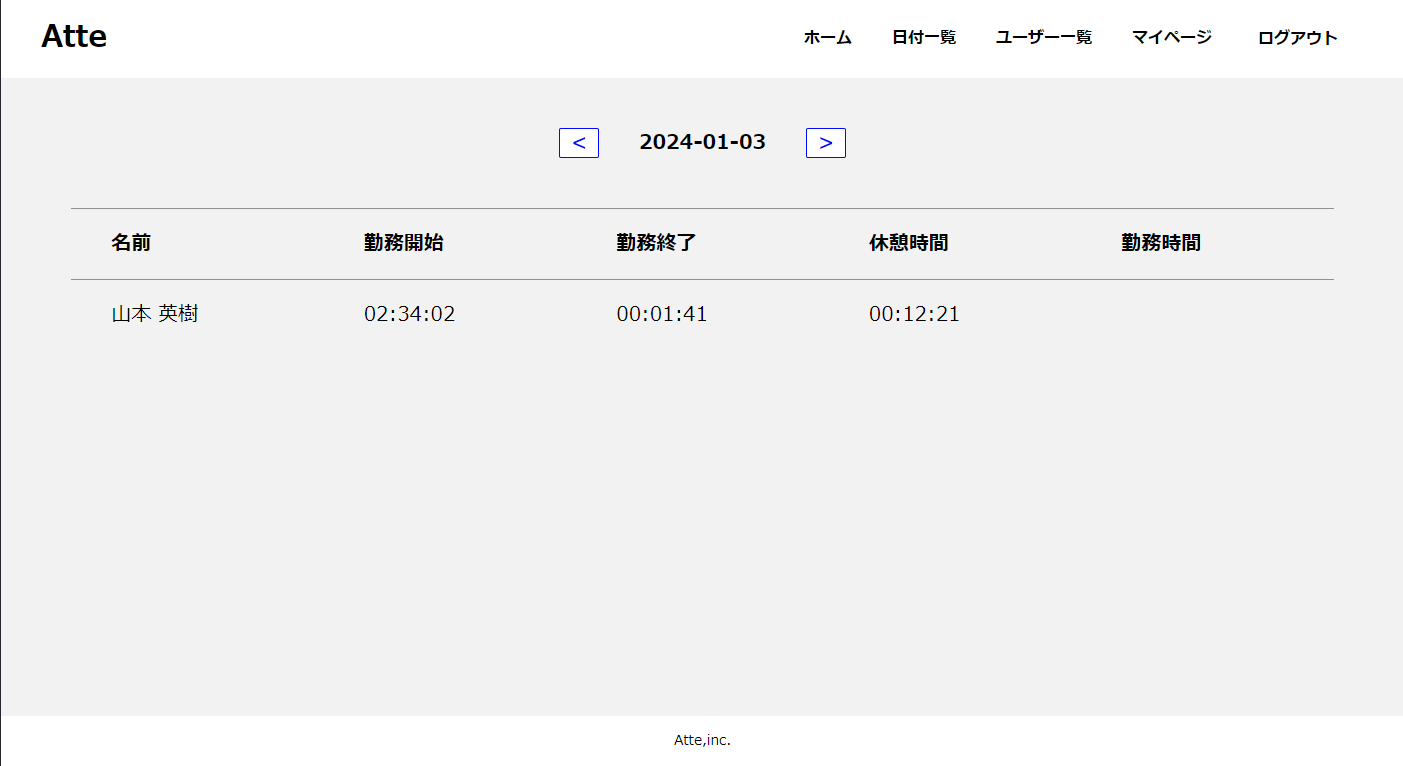 Atte ホーム 日付一覧 ユーザー一覧 マイページ ログアウト
< 2024-01-03 >
名前 勤務開始 勤務終了 休憩時間 勤務時間
山本 英樹 02:34:02 00:01:41 00:12:21
Atte,inc.